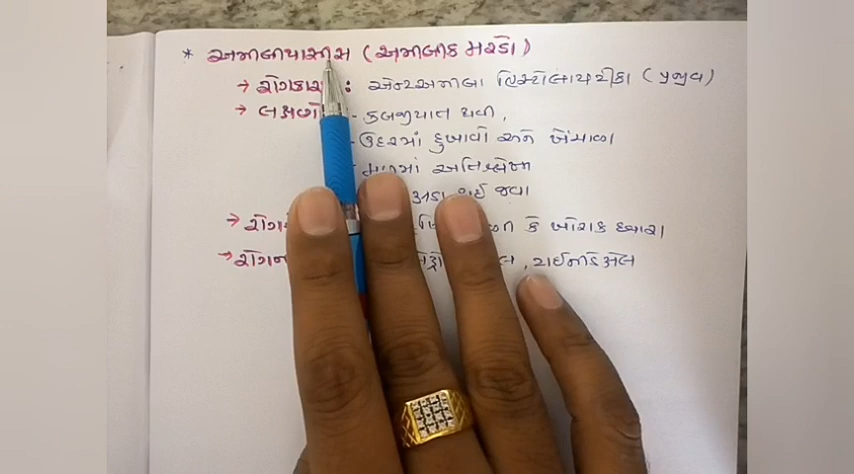 * અમીબીયાસીસ (અમીબીક મરડો)
→ રોગકારક : એન્ટઅમીબા હિસ્ટોલાયટીકા (પ્રજીવ)
→ લક્ષણો - કબજીયાત થવી,
- ઉદરમાં દુખાવો અને ખેંચાણ
- મળમાં અતિશ્લેષ્મ
ઝાડા થઈ જવા
→ કે ખોરાક દ્વારા
→ , ટાઈનીડેઝોલ